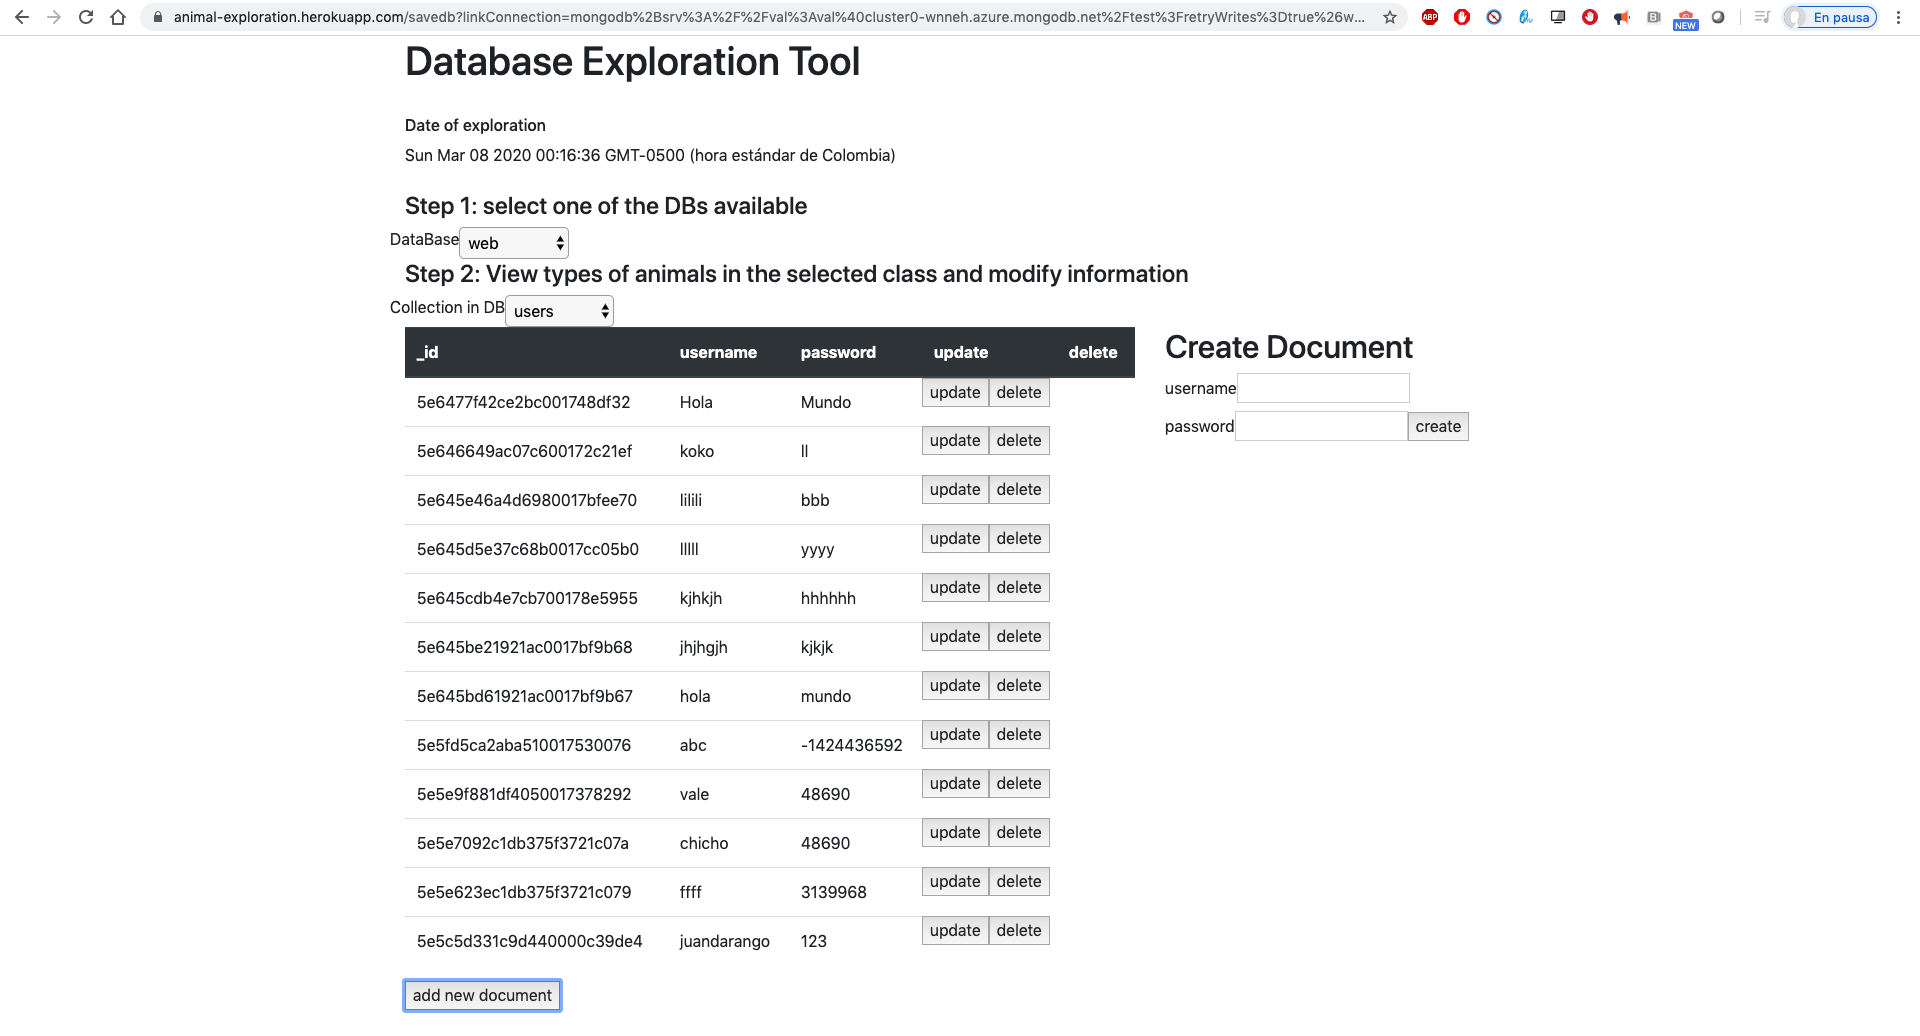 animal-exploration.herokuapp.com/savedb?linkConnection=mongodb%2Bsrv%3A%2F%2Fval%3Aval%40cluster0-wnneh.azure.mongodb.net%2Ftest%3FretryWrites%3Dtrue%26w...
ABP
NEW
En pausa
Database Exploration Tool
Date of exploration
Sun Mar 08 2020 00:16:36 GMT-0500 (hora estándar de Colombia)
Step 1: select one of the DBs available
DataBase web
Step 2: View types of animals in the selected class and modify information
Collection in DB users
_id username password update delete
5e6477f42ce2bc001748df32 Hola Mundo update delete
5e646649ac07c600172c21ef koko ll update delete
5e645e46a4d6980017bfee70 lilili bbb update delete
5e645d5e37c68b0017cc05b0 lllll yyyy update delete
5e645cdb4e7cb700178e5955 kjhkjh hhhhhh update delete
5e645be21921ac0017bf9b68 jhjhgjh kjkjk update delete
5e645bd61921ac0017bf9b67 hola mundo update delete
5e5fd5ca2aba510017530076 abc -1424436592 update delete
5e5e9f881df4050017378292 vale 48690 update delete
5e5e7092c1db375f3721c07a chicho 48690 update delete
5e5e623ec1db375f3721c079 ffff 3139968 update delete
5e5c5d331c9d440000c39de4 juandarango 123 update delete
add new document
Create Document
username
password create